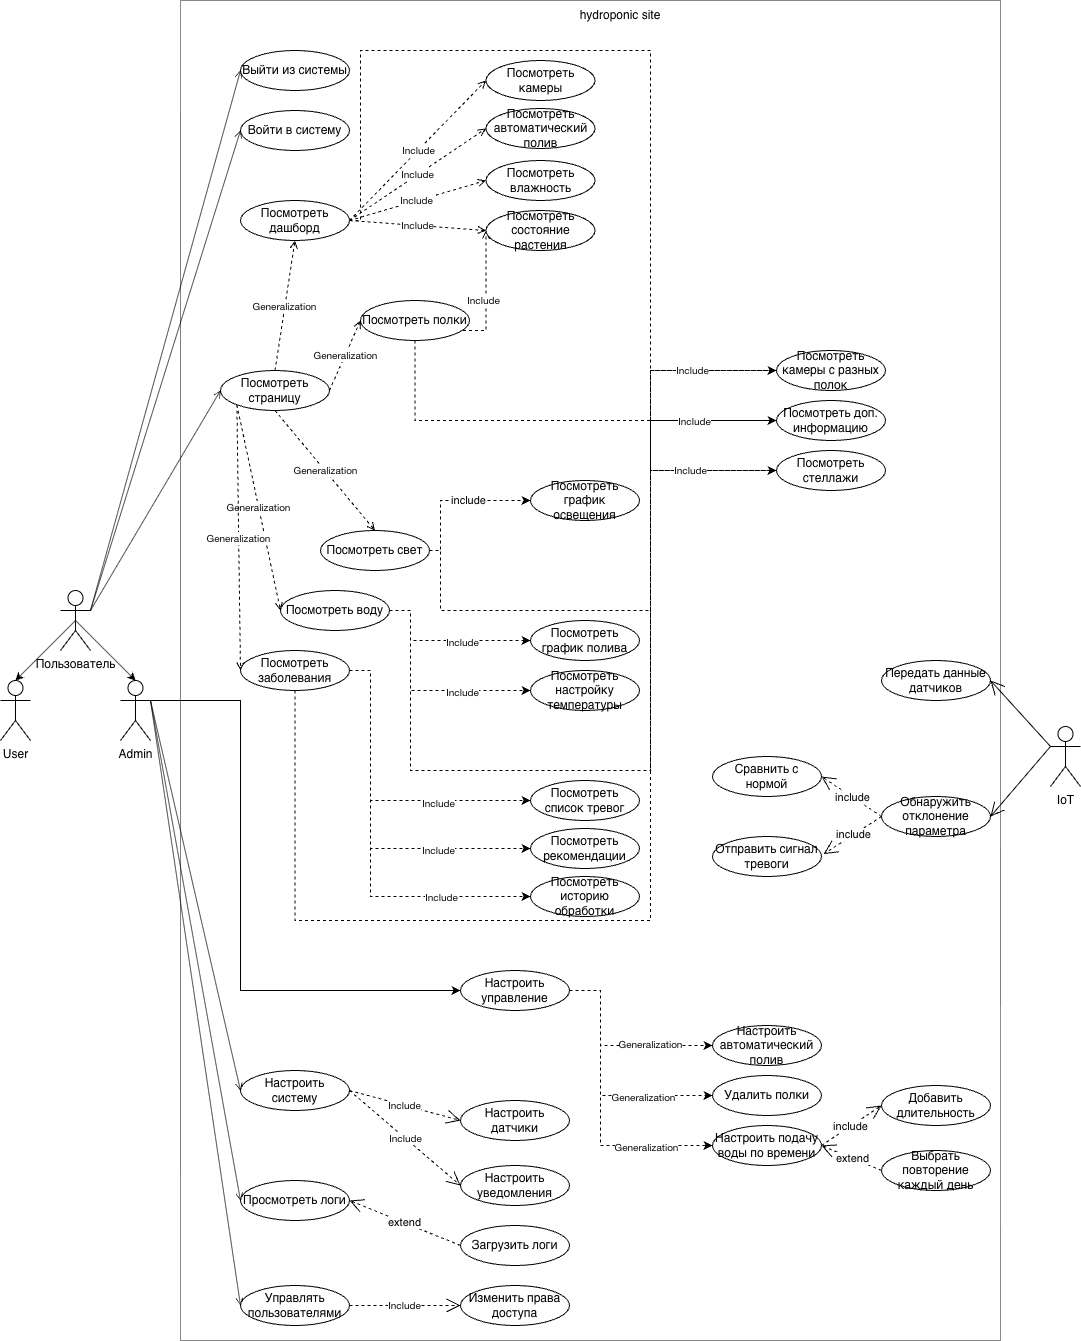 hydroponic site
Выйти из системы
Войти в систему
Посмотреть
дашборд
Посмотреть
камеры
Посмотреть
автоматический
полив
Посмотреть
влажность
Посмотреть
состояние
растения
Include
Include
Include
Include
Generalization
Посмотреть полки
Include
Generalization
Посмотреть
страницу
Посмотреть
камеры с разных
полок
Include
Посмотреть доп.
информацию
Include
Посмотреть
стеллажи
Include
Generalization
Посмотреть
график
освещения
include
Generalization
Generalization
Посмотреть свет
Посмотреть воду
Посмотреть
график полива
Include
Посмотреть
настройку
температуры
Include
Посмотреть
заболевания
Пользователь
User
Admin
Передать данные
датчиков
IoT
Сравнить с
нормой
include
Обнаружить
отклонение
параметра
include
Отправить сигнал
тревоги
Посмотреть
список тревог
Include
Посмотреть
рекомендации
Include
Посмотреть
историю
обработки
Include
Настроить
управление
Настроить
автоматический
полив
Generalization
Удалить полки
Generalization
Настроить подачу
воды по времени
Generalization
Добавить
длительность
include
Выбрать
повторение
каждый день
extend
Настроить
систему
Include
Настроить
датчики
Include
Настроить
уведомления
Просмотреть логи
extend
Загрузить логи
Управлять
пользователями
Include
Изменить права
доступа